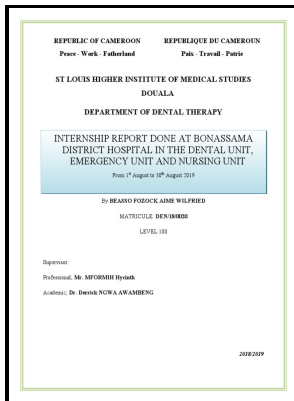 REPUBLIC OF CAMEROON REPUBLIQUE DU CAMEROUN
Peace - Work - Fatherland Paix - Travail - Patrie
ST LOUIS HIGHER INSTITUTE OF MEDICAL STUDIES
DOUALA
DEPARTMENT OF DENTAL THERAPY
INTERNSHIP REPORT DONE AT BONASSAMA
DISTRICT HOSPITAL IN THE DENTAL UNIT,
EMERGENCY UNIT AND NURSING UNIT
From 1st August to 30th August 2019
By BEASSO FOZOCK AIME WILFRIED
MATRICULE: DEN/18/0020
LEVEL 100
Supervisor:
Professional; Mr. MFORMIH Hycinth
Academic; Dr. Derrick NGWA AWAMBENG
2018/2019